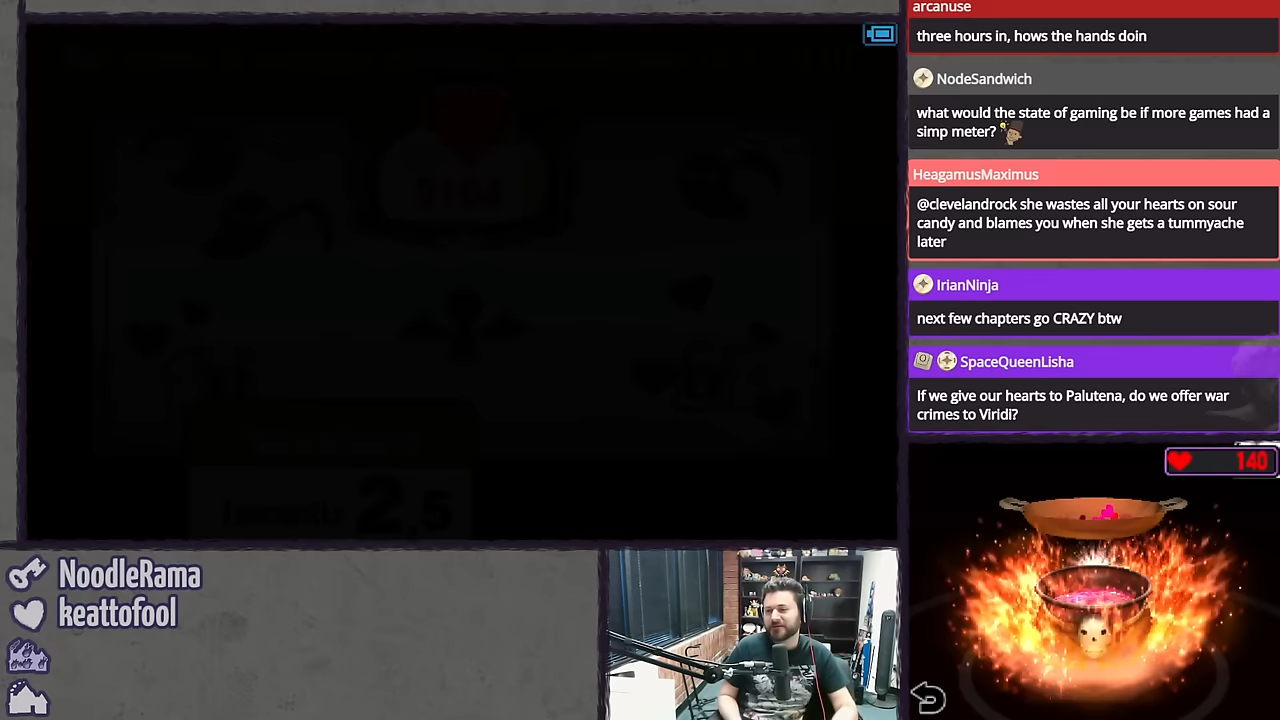 arcanuse
three hours in, hows the hands doin
NodeSandwich
what would the state of gaming be if more games had a
simp meter?
HeagamusMaximus
@clevelandrock she wastes all your hearts on sour
candy and blames you when she gets a tummyache
later
IrianNinja
next few chapters go CRAZY btw
SpaceQueenLisha
If we give our hearts to Palutena, do we offer war
crimes to Viridi?
140
2.5
NoodleRama
keattofool